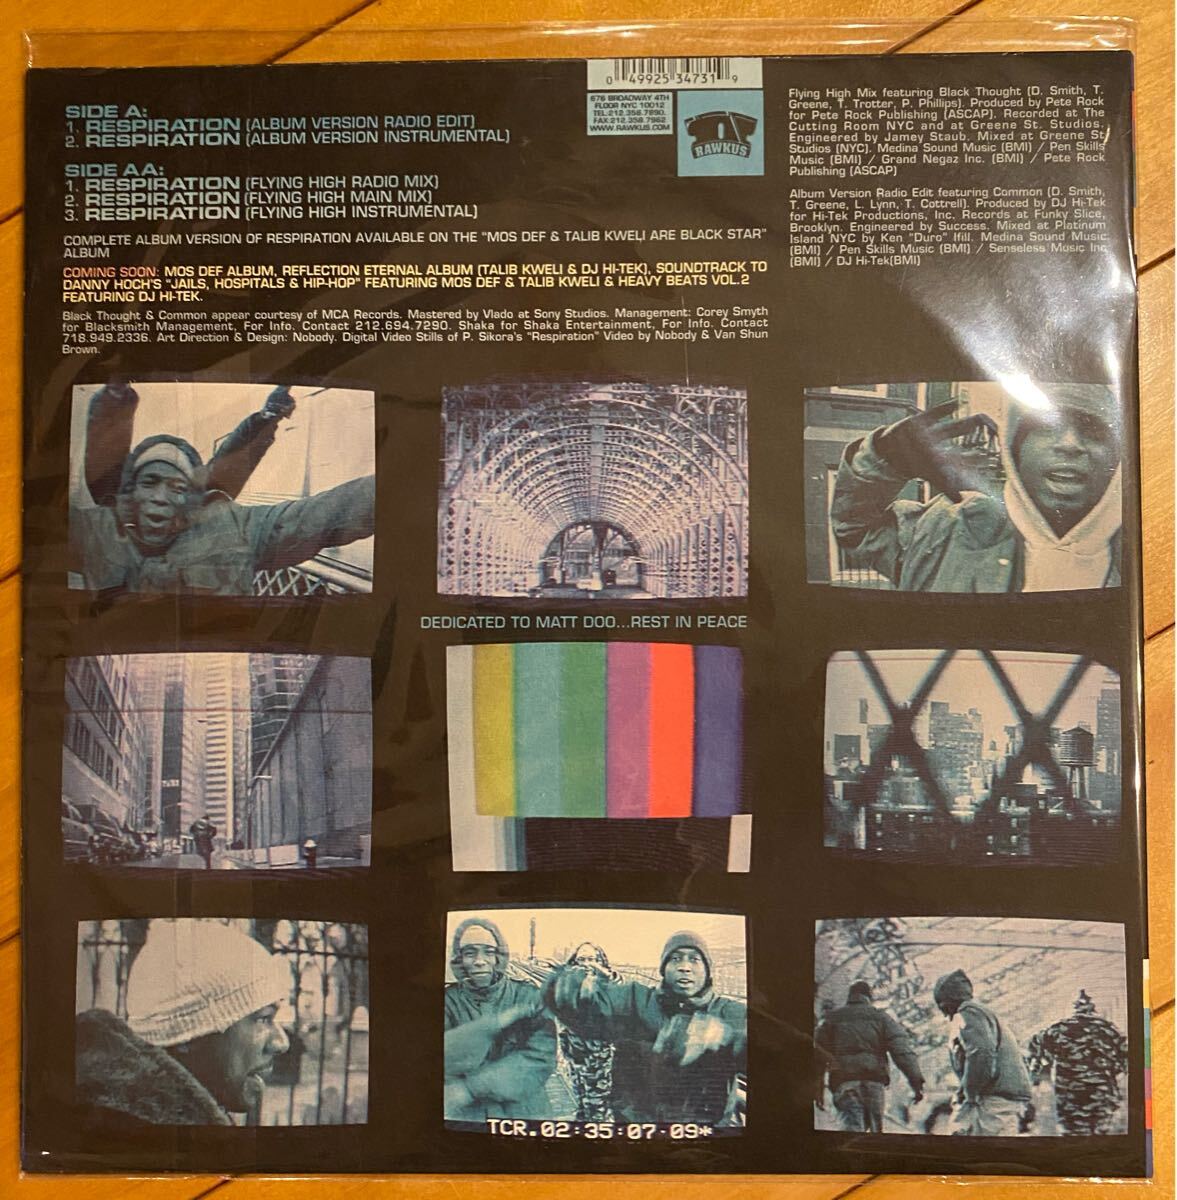 SIDE A:
1. RESPIRATION (ALBUM VERSION RADIO EDIT)
2. RESPIRATION (ALBUM VERSION INSTRUMENTAL)
SIDE AA:
1. RESPIRATION (FLYING HIGH RADIO MIX)
2. RESPIRATION (FLYING HIGH MAIN MIX)
3. RESPIRATION (FLYING HIGH INSTRUMENTAL)
COMPLETE ALBUM VERSION OF RESPIRATION AVAILABLE ON THE "MOS DEF & TALIB KWELI ARE BLACK STAR"
ALBUM
COMING SOON: MOS DEF ALBUM, REFLECTION ETERNAL ALBUM (TALIB KWELI & DJ HI-TEK), SOUNDTRACK TO
DANNY HOCH'S "JAILS, HOSPITALS & HIP-HOP" FEATURING MOS DEF & TALIB KWELI & HEAVY BEATS VOL.2
FEATURING DJ HI-TEK.
Black Thought & Common appear courtesy of MCA Records. Mastered by Vlado at Sony Studios. Management: Corey Smyth
for Blacksmith Management, For Info. Contact 212.694.7290. Shaka for Shaka Entertainment, For Info. Contact
718.949.2336. Art Direction & Design: Nobody. Digital Video Stills of P. Sikora's "Respiration" Video by Nobody & Van Shun
Brown.
0 49925 34731 9
676 BROADWAY 4TH
FLOOR NYC 10012
TEL:212.358.7890.
FAX:212.358.7962
WWW.RAWKUS.COM
RAWKUS
Flying High Mix featuring Black Thought (D. Smith, T.
Greene, T. Trotter, P. Phillips). Produced by Pete Rock
for Pete Rock Publishing (ASCAP). Recorded at The
Cutting Room NYC and at Greene St. Studios.
Engineered by Jamey Staub. Mixed at Greene St
Studios (NYC). Medina Sound Music (BMI) / Pen Skills
Music (BMI) / Grand Negaz Inc. (BMI) / Pete Rock
Publishing (ASCAP)
Album Version Radio Edit featuring Common (D. Smith,
T. Greene, L. Lynn, T. Cottrell). Produced by DJ Hi-Tek
for Hi-Tek Productions, Inc. Records at Funky Slice,
Brooklyn. Engineered by Success. Mixed at Platinum
Island NYC by Ken "Duro" Ifill. Medina Sound Music
(BMI) / Pen Skills Music (BMI) / Senseless Music Inc
(BMI) / DJ Hi-Tek(BMI)
DEDICATED TO MATT DOO...REST IN PEACE
TCR.02:35:07-09*